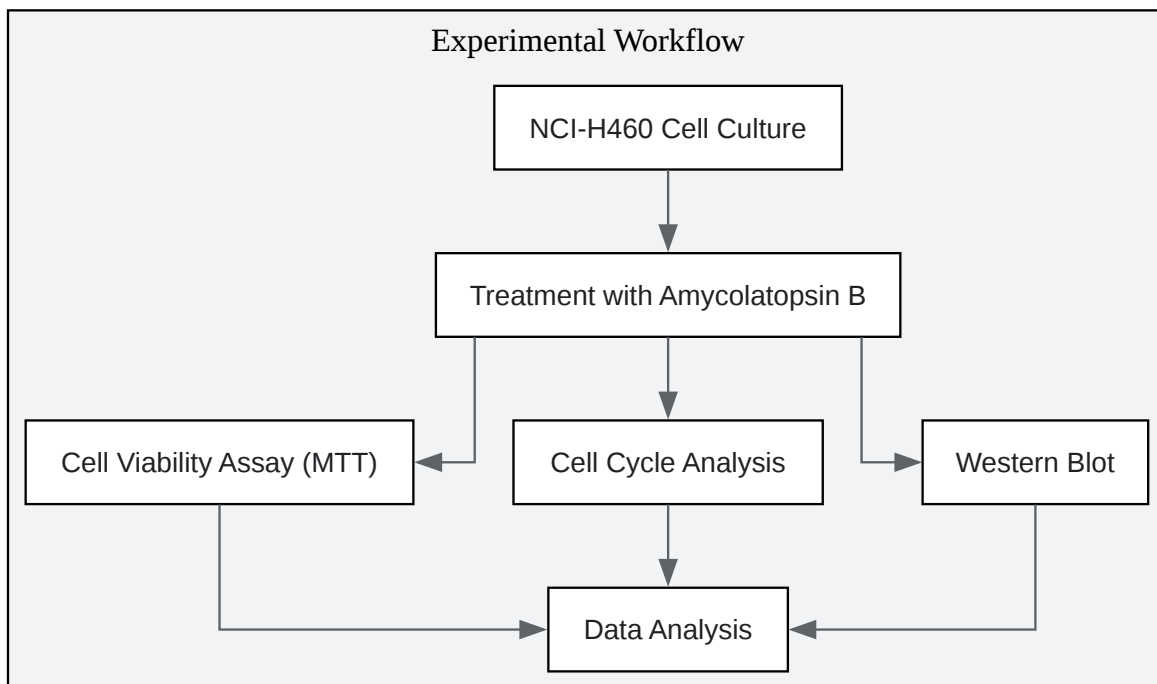 Experimental Workflow
NCI-H460 Cell Culture
Treatment with Amycolatopsin B
Cell Viability Assay (MTT)
Cell Cycle Analysis
Western Blot
Data Analysis